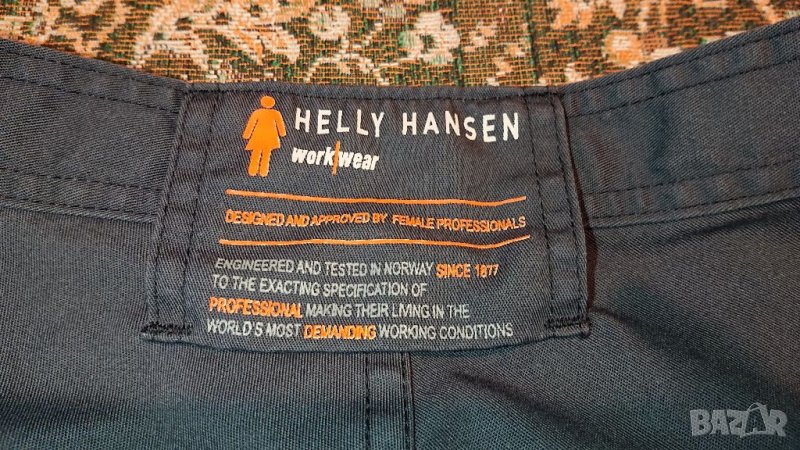 HELLY HANSEN
work|wear
DESIGNED AND APPROVED BY FEMALE PROFESSIONALS
ENGINEERED AND TESTED IN NORWAY SINCE 1877
TO THE EXACTING SPECIFICATION OF
PROFESSIONAL MAKING THEIR LIVING IN THE
WORLD'S MOST DEMANDING WORKING CONDITIONS
BAZAR